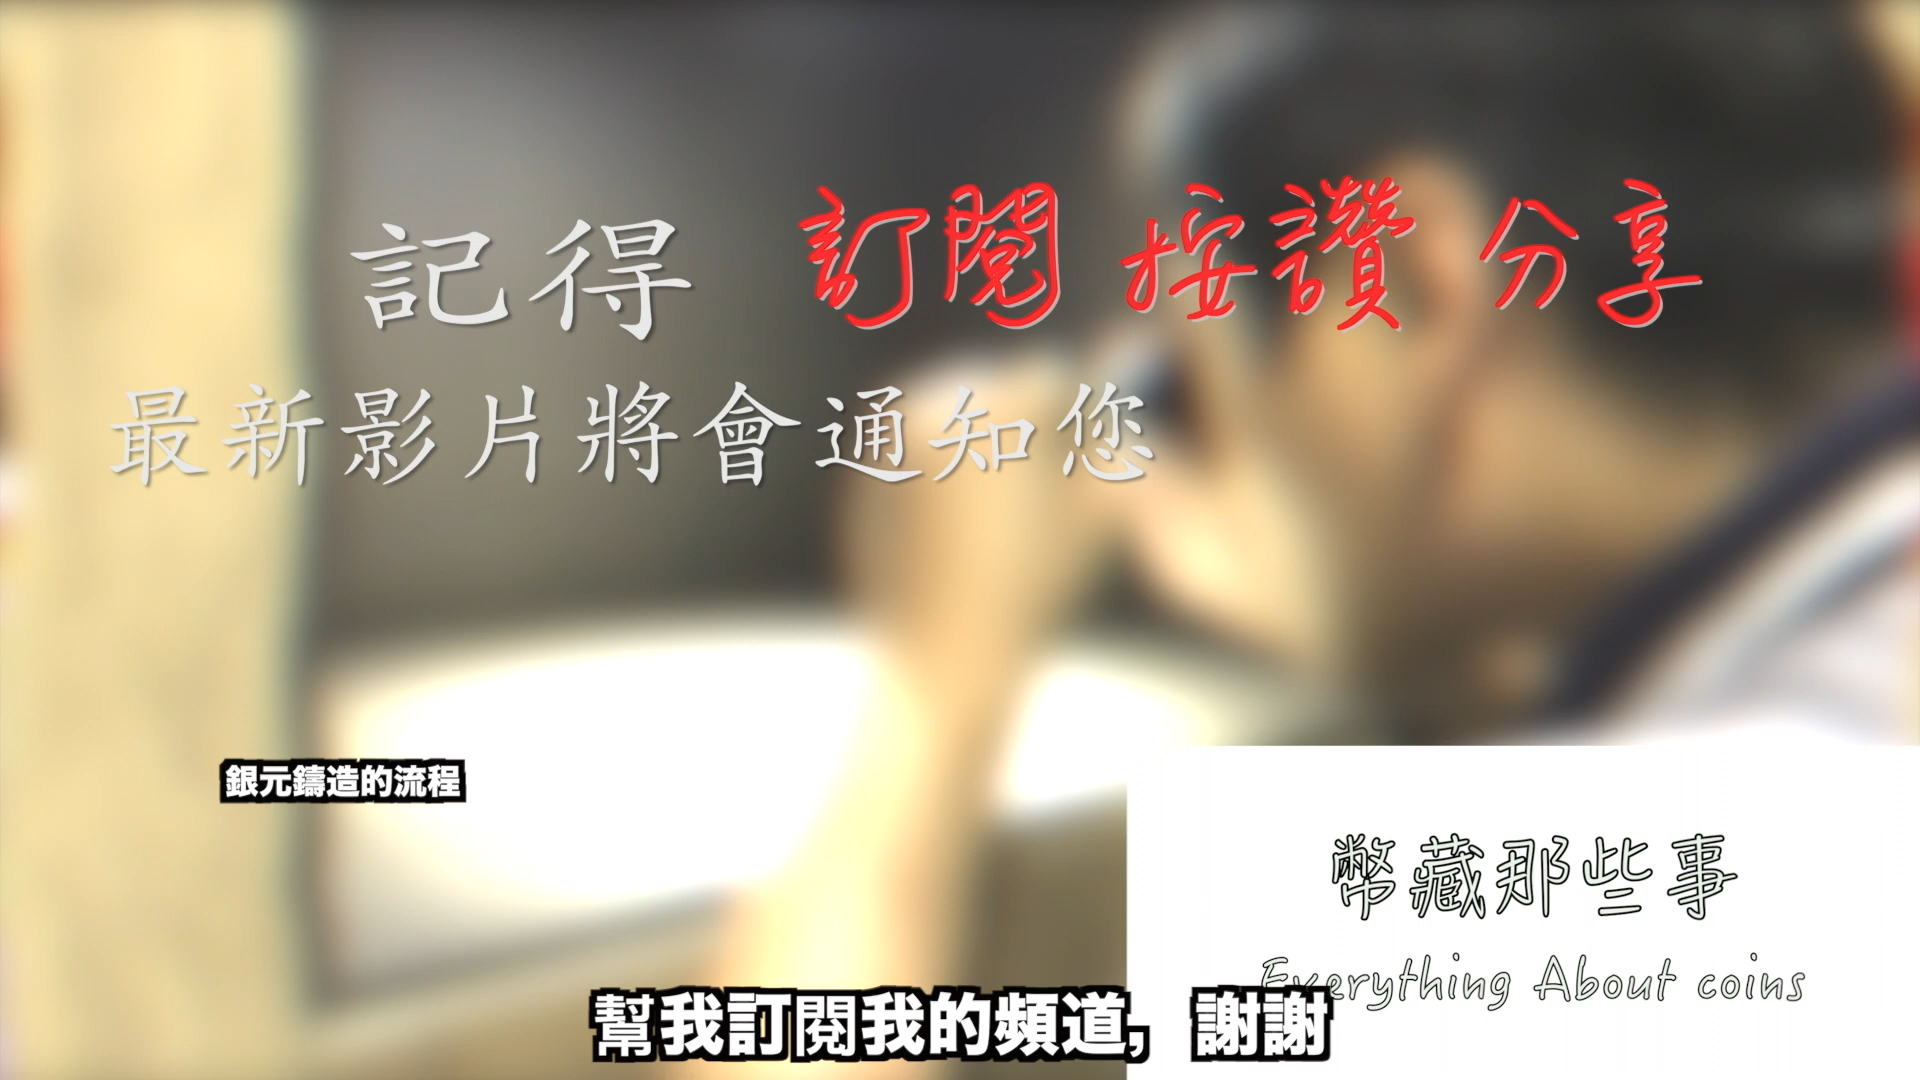 記得 訂閱 按讚 分享
最新影片將會通知您
銀元鑄造的流程
幣藏那些事
Everything About coins
幫我訂閱我的頻道，謝謝